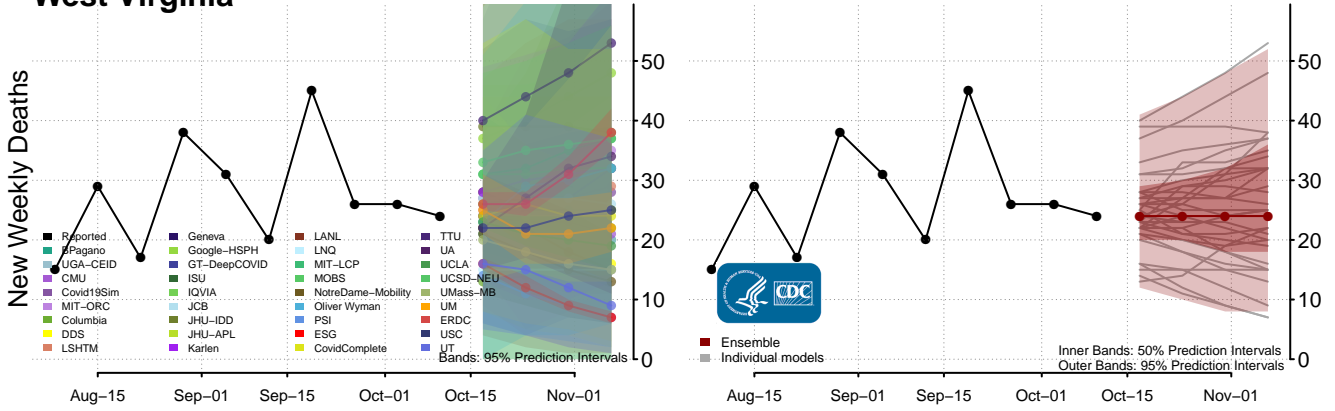 West Virginia
New Weekly Deaths
Reported
BPagano
UGA−CEID
CMU
Covid19Sim
MIT−ORC
Columbia
DDS
LSHTM
Geneva
Google−HSPH
GT−DeepCOVID
ISU
IQVIA
JCB
JHU−IDD
JHU−APL
Karlen
LANL
LNQ
MIT−LCP
MOBS
NotreDame−Mobility
Oliver Wyman
PSI
ESG
CovidComplete
TTU
UA
UCLA
UCSD−NEU
UMass−MB
UM
ERDC
USC
UT
Bands: 95% Prediction Intervals
50
40
30
20
10
0
Aug−15 Sep−01 Sep−15 Oct−01 Oct−15 Nov−01
CDC
Ensemble
Individual models
Inner Bands: 50% Prediction Intervals
Outer Bands: 95% Prediction Intervals
50
40
30
20
10
0
Aug−15 Sep−01 Sep−15 Oct−01 Oct−15 Nov−01